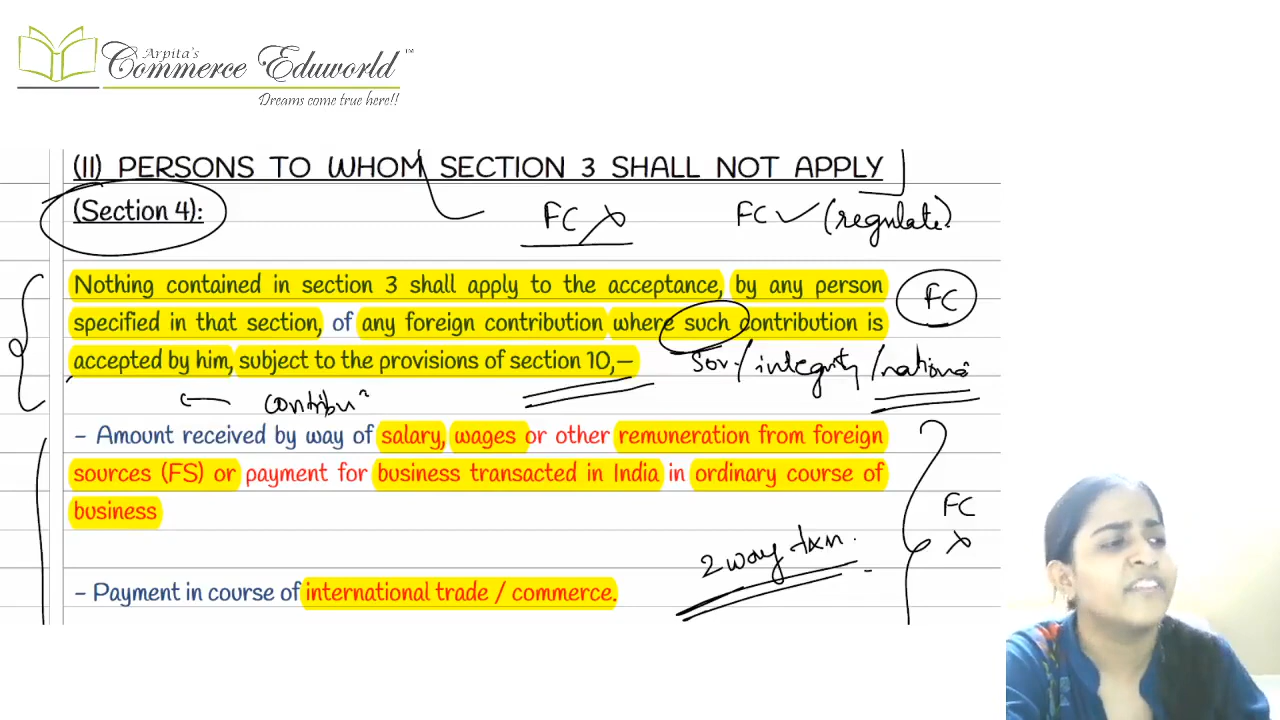 Arpita's
Commerce Eduworld™
Dreams come true here!!
(II) PERSONS TO WHOM SECTION 3 SHALL NOT APPLY
(Section 4):
FC x FC ✓ (regulate)
Nothing contained in section 3 shall apply to the acceptance, by any person
specified in that section, of any foreign contribution where such contribution is
FC
accepted by him, subject to the provisions of section 10,–
Sov./integrity/nationa
contribuⁿ
- Amount received by way of salary, wages or other remuneration from foreign
sources (FS) or payment for business transacted in India in ordinary course of
business
FC
x
2 way txn.
- Payment in course of international trade / commerce.